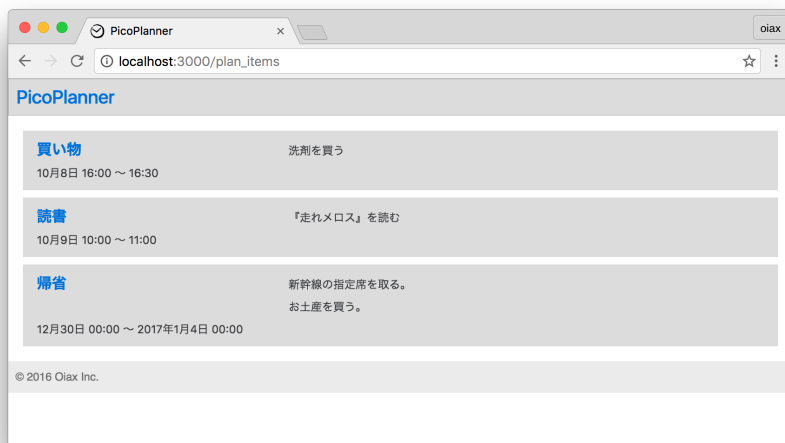 PicoPlanner
oiax
localhost:3000/plan_items
PicoPlanner
買い物
洗剤を買う
10月8日 16:00 〜 16:30
読書
『走れメロス』を読む
10月9日 10:00 〜 11:00
帰省
新幹線の指定席を取る。
お土産を買う。
12月30日 00:00 〜 2017年1月4日 00:00
© 2016 Oiax Inc.